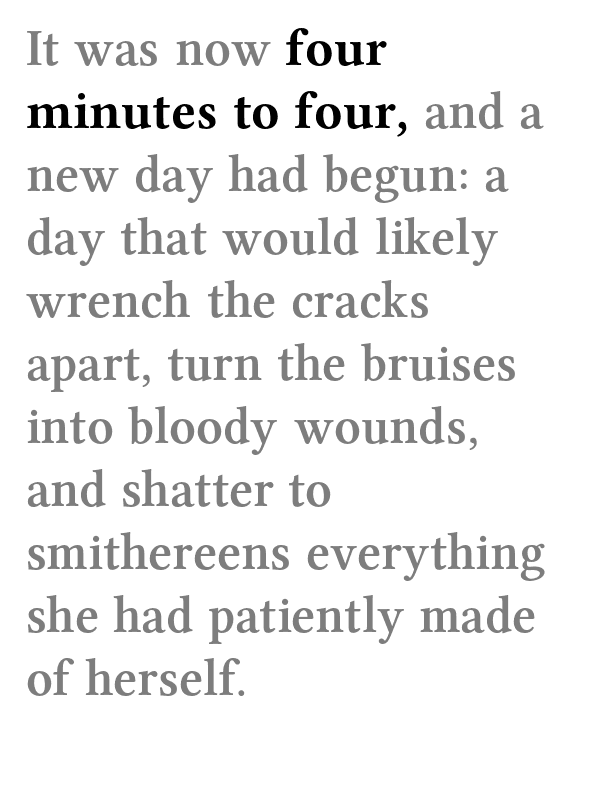 It was now four
minutes to four, and a
new day had begun: a
day that would likely
wrench the cracks
apart, turn the bruises
into bloody wounds,
and shatter to
smithereens everything
she had patiently made
of herself.